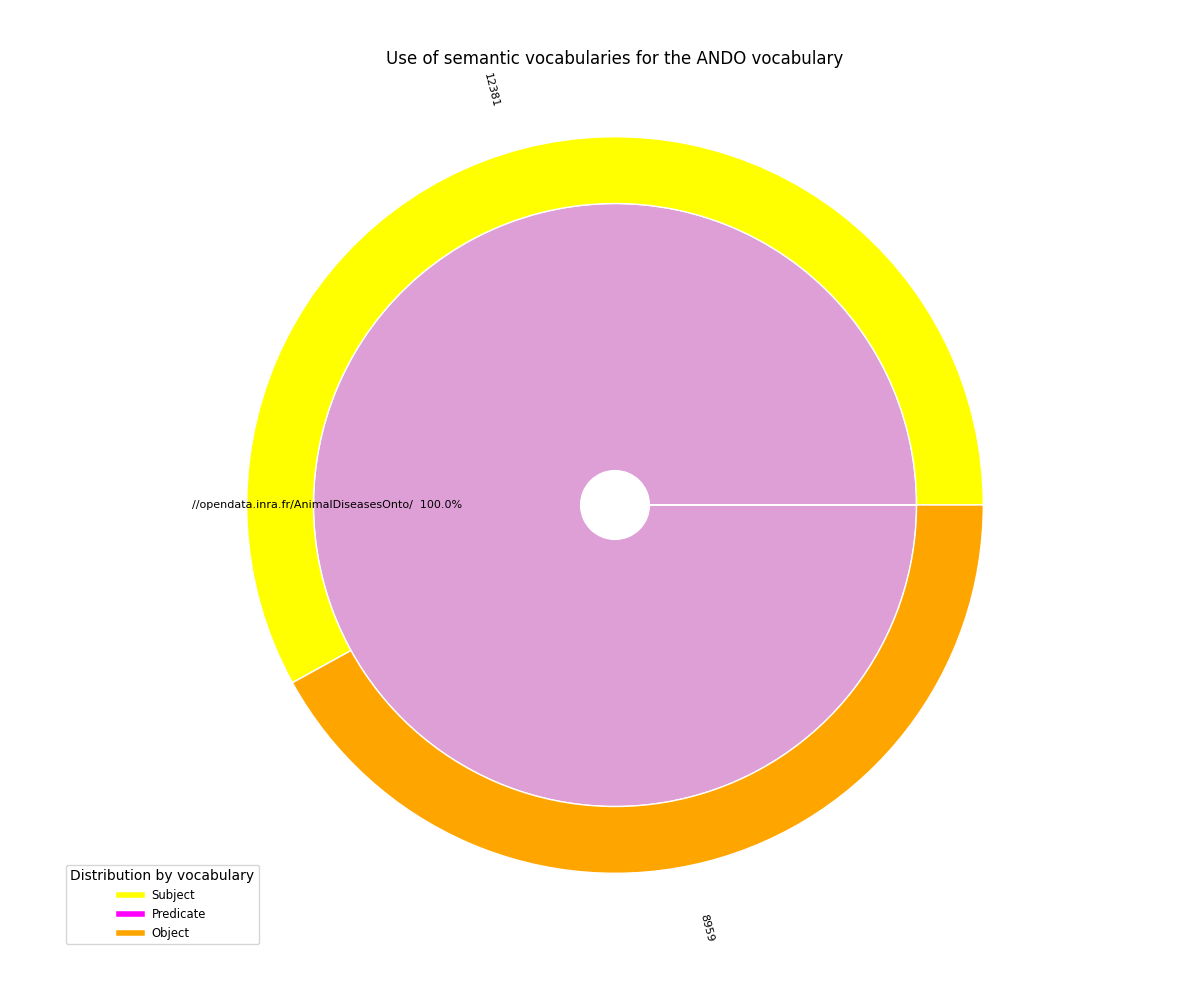 Use of semantic vocabularies for the ANDO vocabulary
12381
//opendata.inra.fr/AnimalDiseasesOnto/  100.0%
Distribution by vocabulary
Subject
Predicate
Object
8959